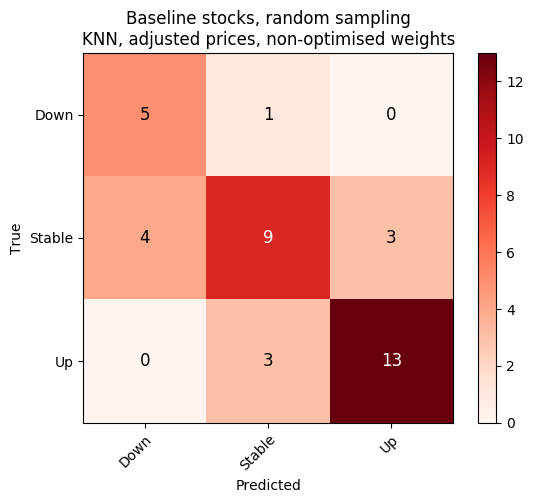 Baseline stocks, random sampling
KNN, adjusted prices, non-optimised weights
True
Down
5
1
0
Stable
4
9
3
Up
0
3
13
Down
Stable
Up
Predicted
12
10
8
6
4
2
0